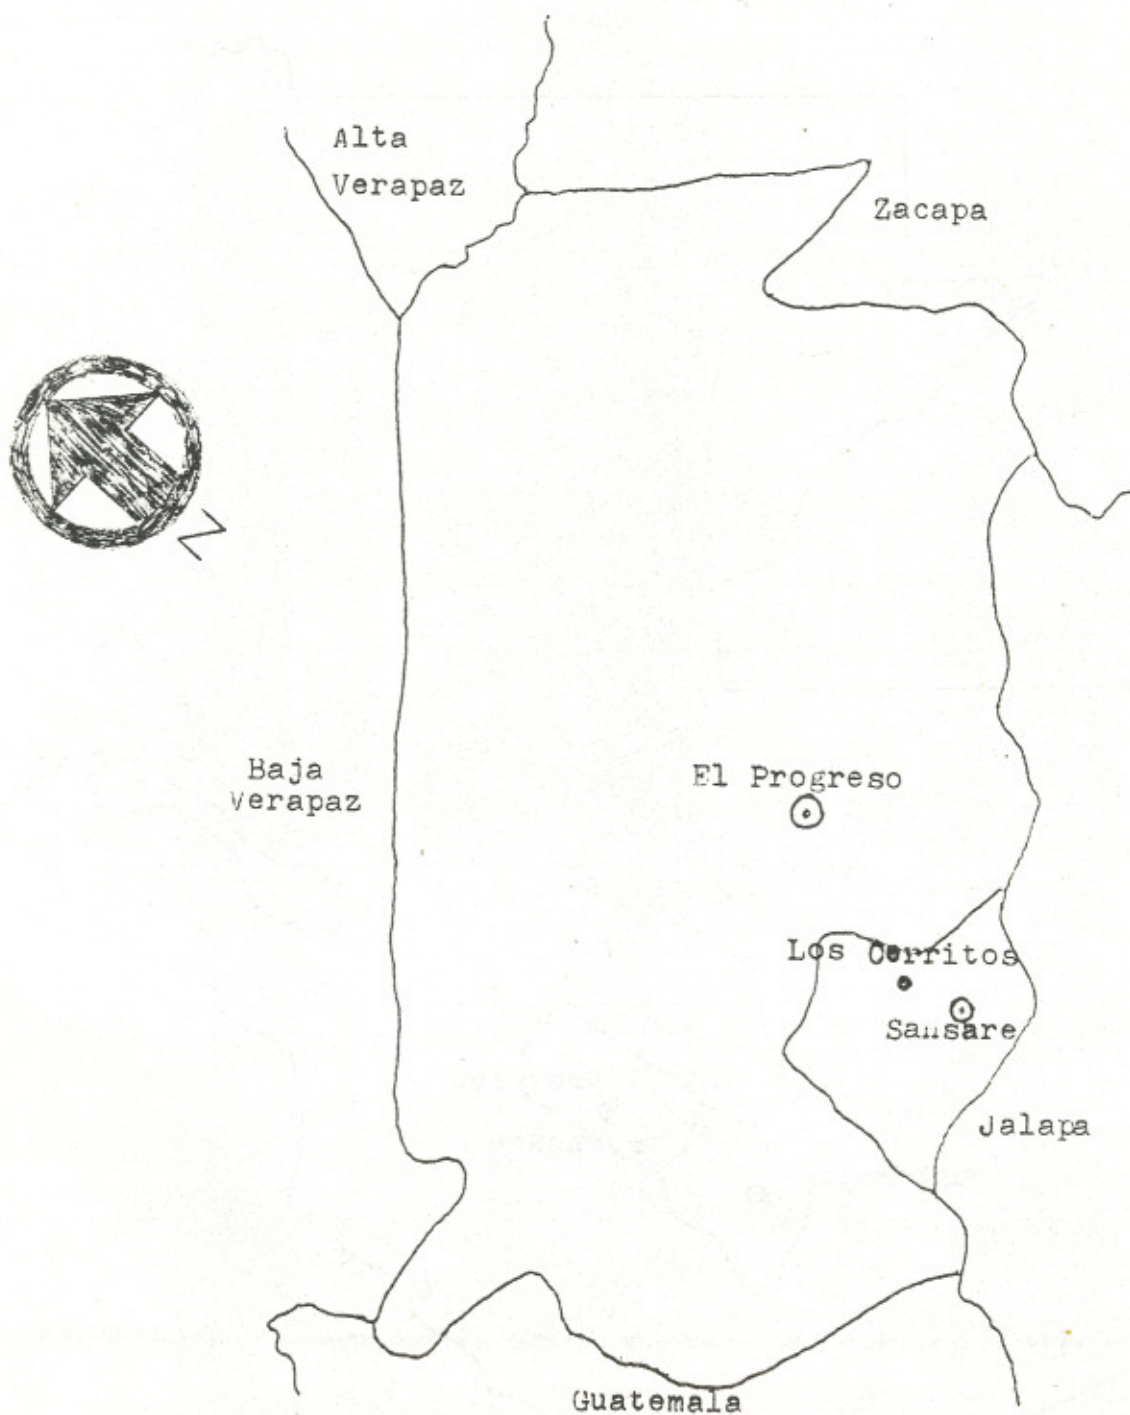 Alta
Verapaz
Zacapa
N
Baja
Verapaz
El Progreso
Los Cerritos
Sansare
Jalapa
Guatemala